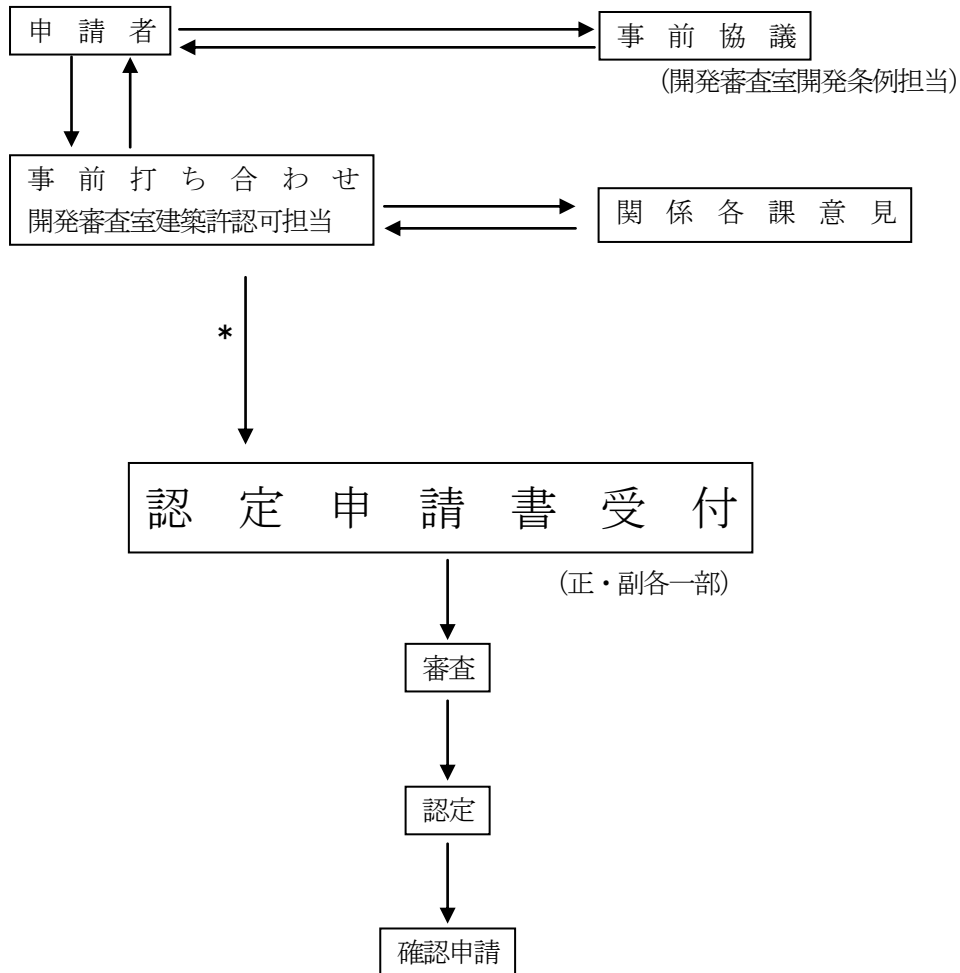 申請者
事前協議
(開発審査室開発条例担当)
事前打ち合わせ
開発審査室建築許認可担当
関係各課意見
*
認定申請書受付
(正・副各一部)
審査
認定
確認申請